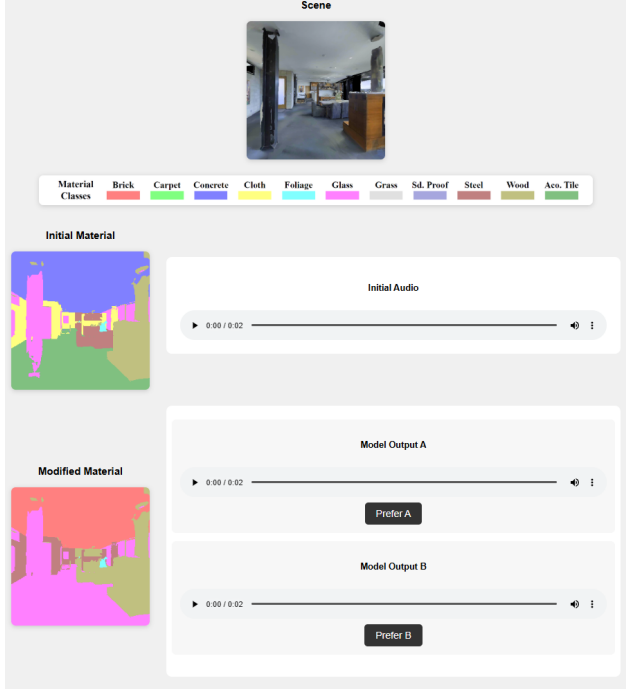 Scene
Material Classes Brick Carpet Concrete Cloth Foliage Glass Grass Sd. Proof Steel Wood Aco. Tile
Initial Material
Initial Audio
0:00 / 0:02
Modified Material
Model Output A
0:00 / 0:02
Prefer A
Model Output B
0:00 / 0:02
Prefer B